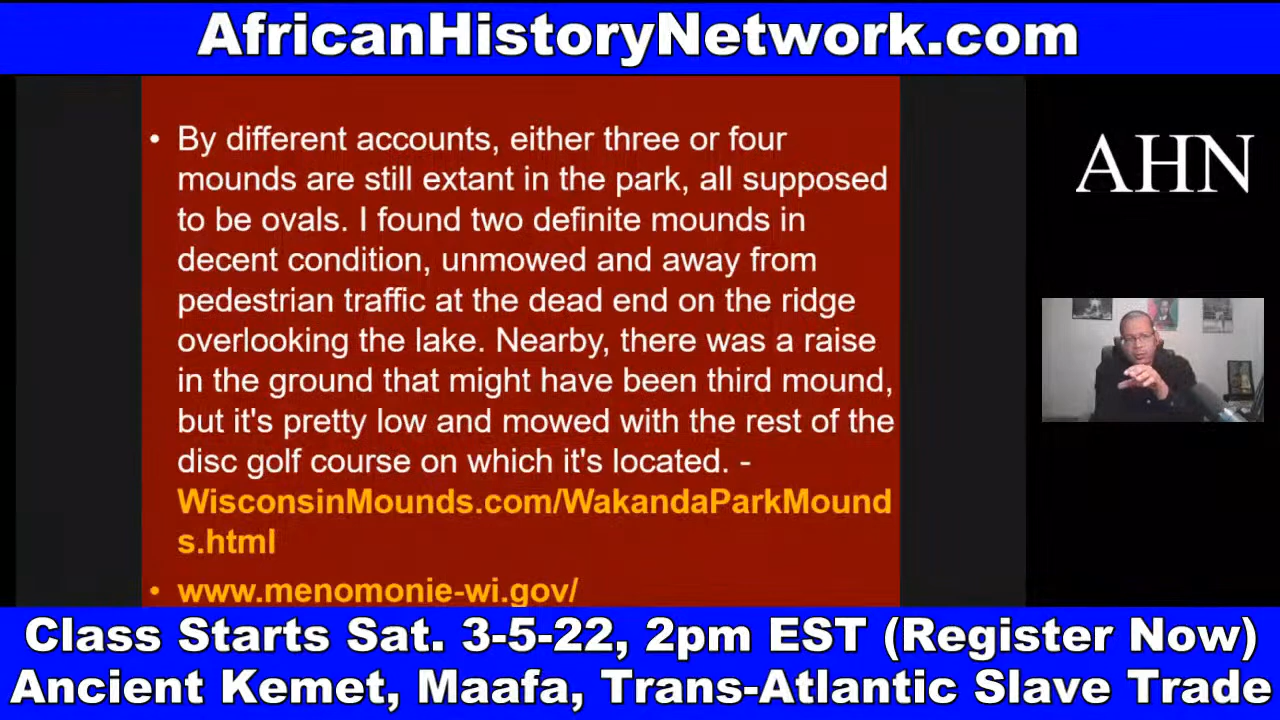 AfricanHistoryNetwork.com
• By different accounts, either three or four
mounds are still extant in the park, all supposed
to be ovals. I found two definite mounds in
decent condition, unmowed and away from
pedestrian traffic at the dead end on the ridge
overlooking the lake. Nearby, there was a raise
in the ground that might have been third mound,
but it's pretty low and mowed with the rest of the
disc golf course on which it's located. -
WisconsinMounds.com/WakandaParkMound
s.html
• www.menomonie-wi.gov/
AHN
Class Starts Sat. 3-5-22, 2pm EST (Register Now)
Ancient Kemet, Maafa, Trans-Atlantic Slave Trade